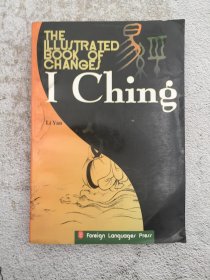 THE
ILLUSTRATED
BOOK OF
CHANGES
I Ching
Li Yan
Foreign Languages Press